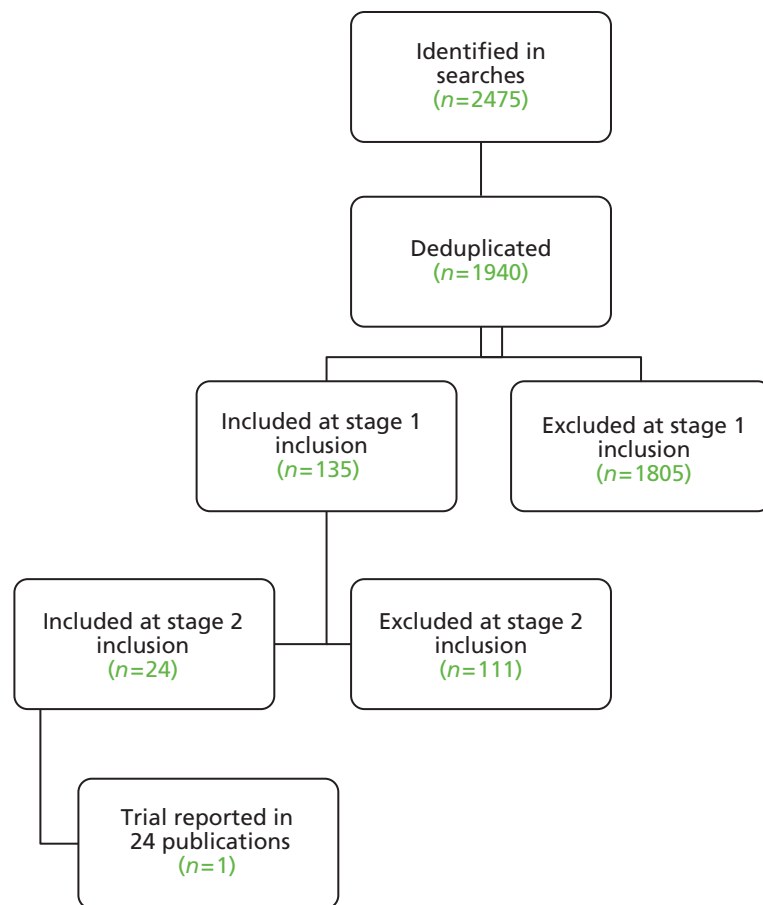 Identified in
searches
(n=2475)
Deduplicated
(n=1940)
Included at stage 1
inclusion
(n=135)
Excluded at stage 1
inclusion
(n=1805)
Included at stage 2
inclusion
(n=24)
Excluded at stage 2
inclusion
(n=111)
Trial reported in
24 publications
(n=1)